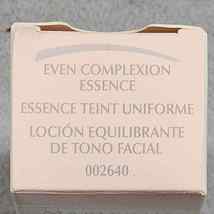 EVEN COMPLEXION
ESSENCE
ESSENCE TEINT UNIFORME
LOCIÓN EQUILIBRANTE
DE TONO FACIAL
002640